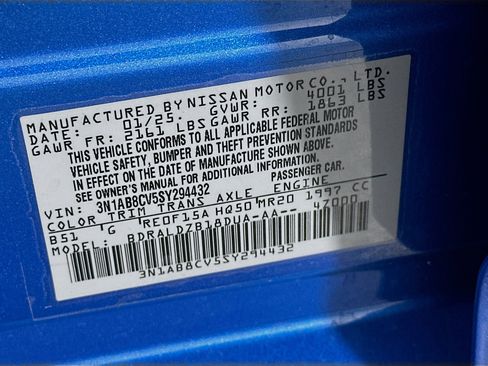 MANUFACTURED BY NISSAN MOTOR CO., LTD.
DATE: 01/25. GVWR: 4001 LBS
GAWR FR: 2161 LBS GAWR RR: 1863 LBS
THIS VEHICLE CONFORMS TO ALL APPLICABLE FEDERAL MOTOR
VEHICLE SAFETY, BUMPER AND THEFT PREVENTION STANDARDS
IN EFFECT ON THE DATE OF MANUFACTURE SHOWN ABOVE.
SEE OWNER'S MANUAL FOR ADDITIONAL INFORMATION.
VIN: 3N1AB8CV5SY294432 PASSENGER CAR.
COLOR TRIM TRANS AXLE ENGINE
B51 G RE0F15A HQ50 MR20 1997 CC
MODEL: BDRALDZB18DUA-AA-- 47000
3N1AB8CV5SY294432